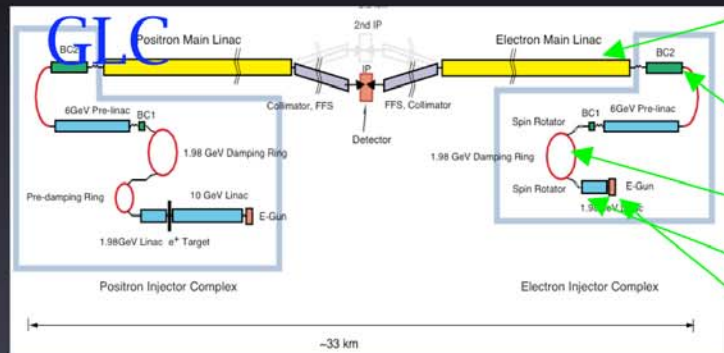 GLC
2nd IP
Positron Main Linac
Electron Main Linac
BC2
IP
BC2
Collimator, FFS
FFS, Collimator
6GeV Pre-linac
BC1
Detector
Spin Rotator
BC1
6GeV Pre-linac
1.98 GeV Damping Ring
1.98 GeV Damping Ring
Pre-damping Ring
10 GeV Linac
Spin Rotator
E-Gun
E-Gun
1.98GeV Linac
1.98GeV Linac
e+ Target
Positron Injector Complex
Electron Injector Complex
~33 km